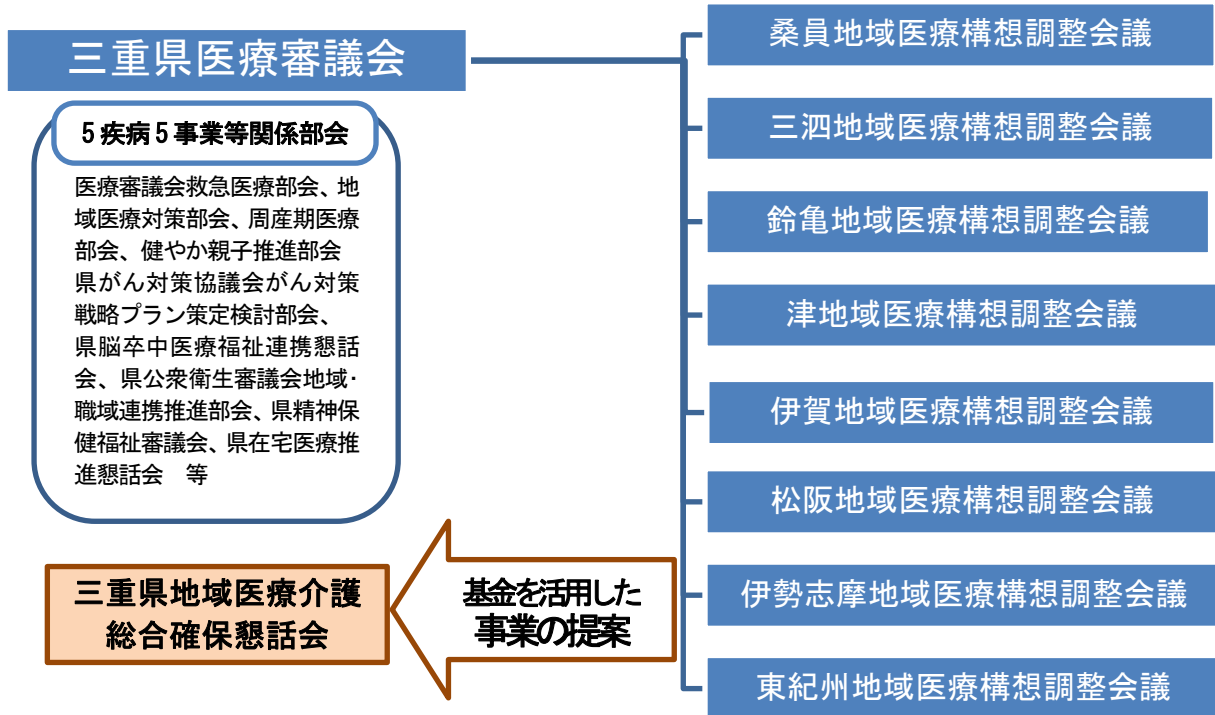 三重県医療審議会
5疾病5事業等関係部会
医療審議会救急医療部会、地
域医療対策部会、周産期医療
部会、健やか親子推進部会
県がん対策協議会がん対策
戦略プラン策定検討部会、
県脳卒中医療福祉連携懇話
会、県公衆衛生審議会地域・
職域連携推進部会、県精神保
健福祉審議会、県在宅医療推
進懇話会　等
三重県地域医療介護
総合確保懇話会
基金を活用した
事業の提案
桑員地域医療構想調整会議
三泗地域医療構想調整会議
鈴亀地域医療構想調整会議
津地域医療構想調整会議
伊賀地域医療構想調整会議
松阪地域医療構想調整会議
伊勢志摩地域医療構想調整会議
東紀州地域医療構想調整会議